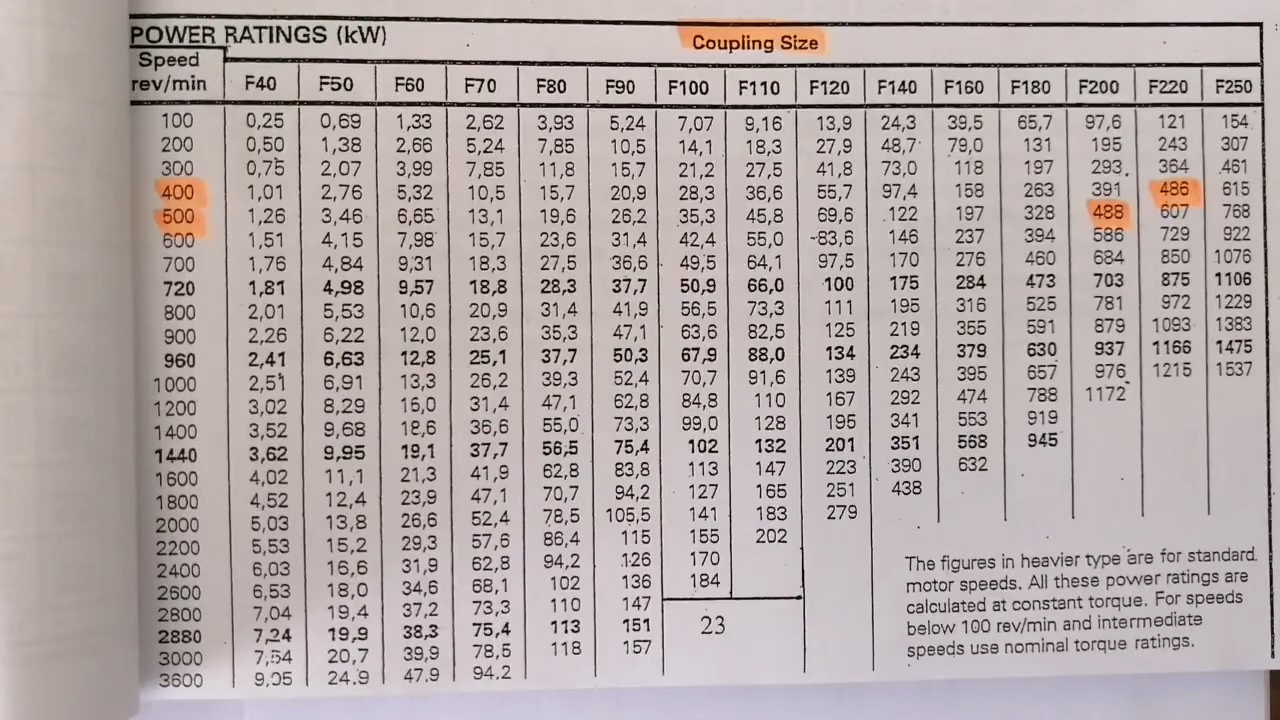 POWER RATINGS (kW)
Coupling Size
Speed
rev/min F40 F50 F60 F70 F80 F90 F100 F110 F120 F140 F160 F180 F200 F220 F250
100 0,25 0,69 1,33 2,62 3,93 5,24 7,07 9,16 13,9 24,3 39,5 65,7 97,6 121 154
200 0,50 1,38 2,66 5,24 7,85 10,5 14,1 18,3 27,9 48,7 79,0 131 195 243 307
300 0,75 2,07 3,99 7,85 11,8 15,7 21,2 27,5 41,8 73,0 118 197 293 364 461
400 1,01 2,76 5,32 10,5 15,7 20,9 28,3 36,6 55,7 97,4 158 263 391 486 615
500 1,26 3,46 6,65 13,1 19,6 26,2 35,3 45,8 69,6 122 197 328 488 607 768
600 1,51 4,15 7,98 15,7 23,6 31,4 42,4 55,0 83,6 146 237 394 586 729 922
700 1,76 4,84 9,31 18,3 27,5 36,6 49,5 64,1 97,5 170 276 460 684 850 1076
720 1,81 4,98 9,57 18,8 28,3 37,7 50,9 66,0 100 175 284 473 703 875 1106
800 2,01 5,53 10,6 20,9 31,4 41,9 56,5 73,3 111 195 316 525 781 972 1229
900 2,26 6,22 12,0 23,6 35,3 47,1 63,6 82,5 125 219 355 591 879 1093 1383
960 2,41 6,63 12,8 25,1 37,7 50,3 67,9 88,0 134 234 379 630 937 1166 1475
1000 2,51 6,91 13,3 26,2 39,3 52,4 70,7 91,6 139 243 395 657 976 1215 1537
1200 3,02 8,29 16,0 31,4 47,1 62,8 84,8 110 167 292 474 788 1172
1400 3,52 9,68 18,6 36,6 55,0 73,3 99,0 128 195 341 553 919
1440 3,62 9,95 19,1 37,7 56,5 75,4 102 132 201 351 568 945
1600 4,02 11,1 21,3 41,9 62,8 83,8 113 147 223 390 632
1800 4,52 12,4 23,9 47,1 70,7 94,2 127 165 251 438
2000 5,03 13,8 26,6 52,4 78,5 105,5 141 183 279
2200 5,53 15,2 29,3 57,6 86,4 115 155 202
2400 6,03 16,6 31,9 62,8 94,2 126 170
2600 6,53 18,0 34,6 68,1 102 136 184
2800 7,04 19,4 37,2 73,3 110 147
2880 7,24 19,9 38,3 75,4 113 151
3000 7,54 20,7 39,9 78,5 118 157
3600 9,05 24,9 47,9 94,2
23
The figures in heavier type are for standard
motor speeds. All these power ratings are
calculated at constant torque. For speeds
below 100 rev/min and intermediate
speeds use nominal torque ratings.